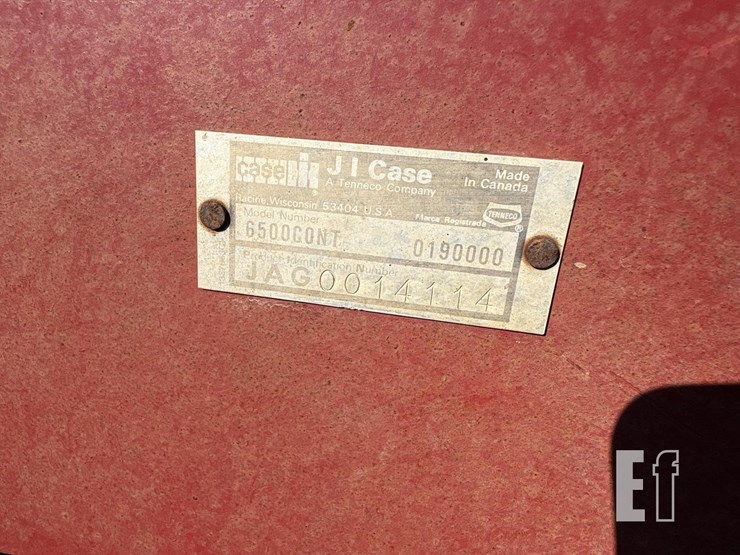 case IH
J I Case
A Tenneco Company
Made
In Canada
Racine, Wisconsin 53404 U.S.A.
Marca Registrada
TENNECO
®
Model Number
6500CONT 0190000
Product Identification Number
JAG0014114
Ef